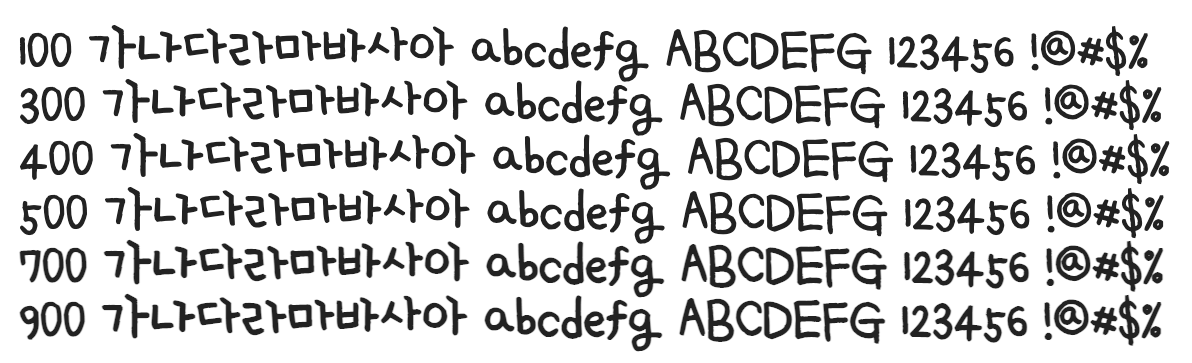 100 가나다라마바사아 abcdefg ABCDEFG 123456 !@#$%
300 가나다라마바사아 abcdefg ABCDEFG 123456 !@#$%
400 가나다라마바사아 abcdefg ABCDEFG 123456 !@#$%
500 가나다라마바사아 abcdefg ABCDEFG 123456 !@#$%
700 가나다라마바사아 abcdefg ABCDEFG 123456 !@#$%
900 가나다라마바사아 abcdefg ABCDEFG 123456 !@#$%